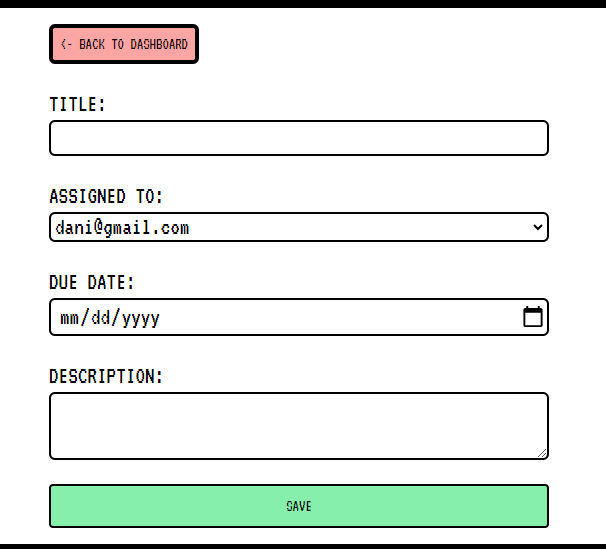 <- BACK TO DASHBOARD
TITLE:
ASSIGNED TO:
dani@gmail.com
DUE DATE:
mm/dd/yyyy
DESCRIPTION:
SAVE